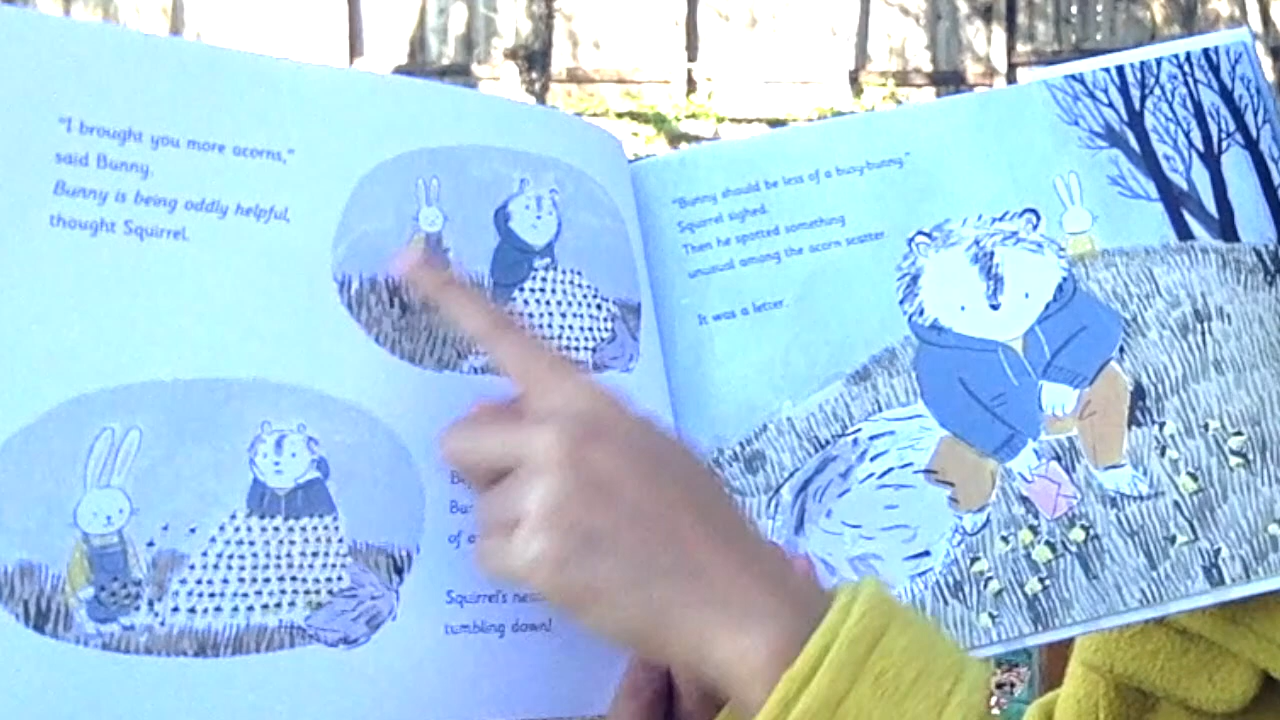 "I brought you more acorns,"
said Bunny.
Bunny is being oddly helpful,
thought Squirrel.
of
Squirrel's
tumbling down!
"Bunny should be less of a busy-bunny."
Squirrel sighed.
Then he spotted something
unusual among the acorn scatter.
It was a letter.